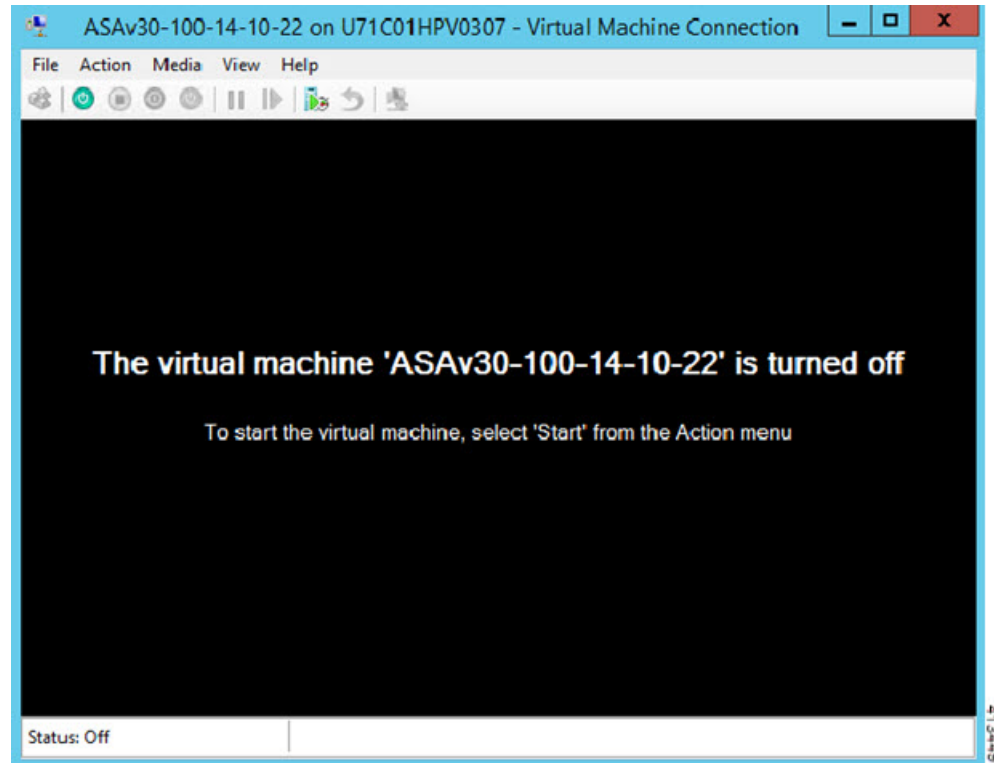 ASAv30-100-14-10-22 on U71C01HPV0307 - Virtual Machine Connection
File Action Media View Help
The virtual machine 'ASAv30-100-14-10-22' is turned off
To start the virtual machine, select 'Start' from the Action menu
Status: Off